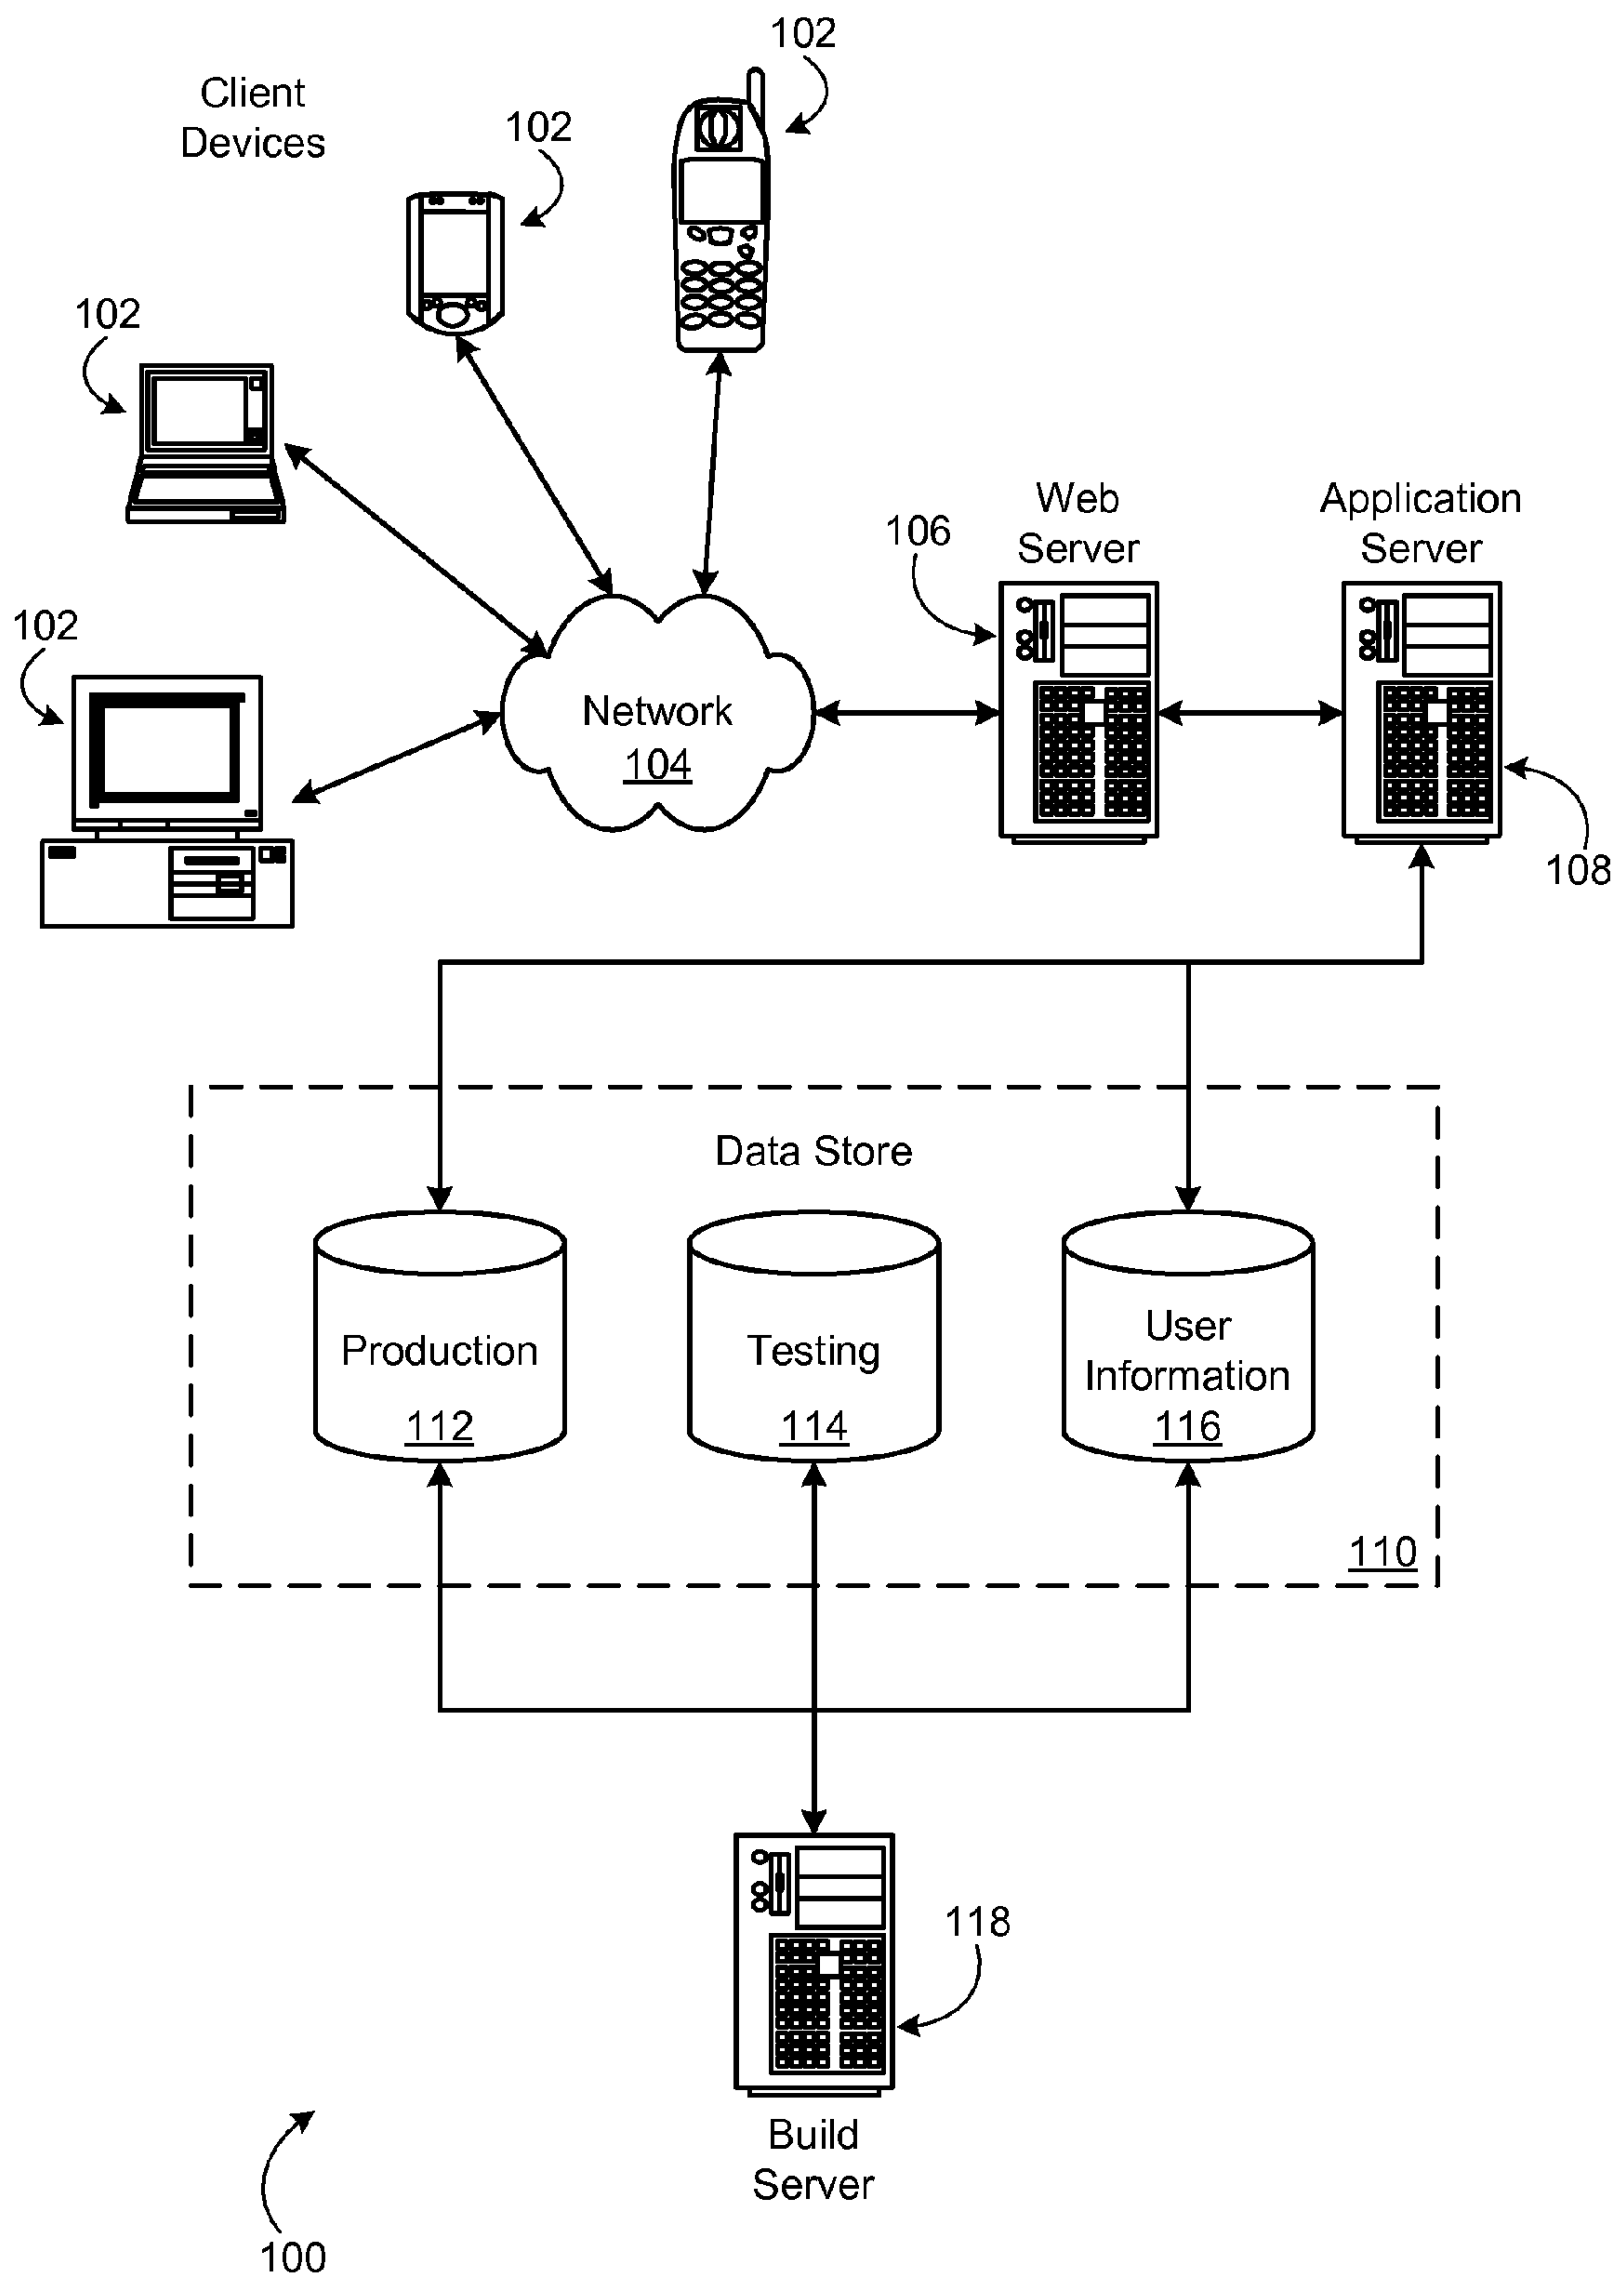 102
Client
Devices
102
102
102
Web
Server
Application
Server
106
Network
104
108
Data Store
Production
112
Testing
114
User
Information
116
110
118
Build
Server
100